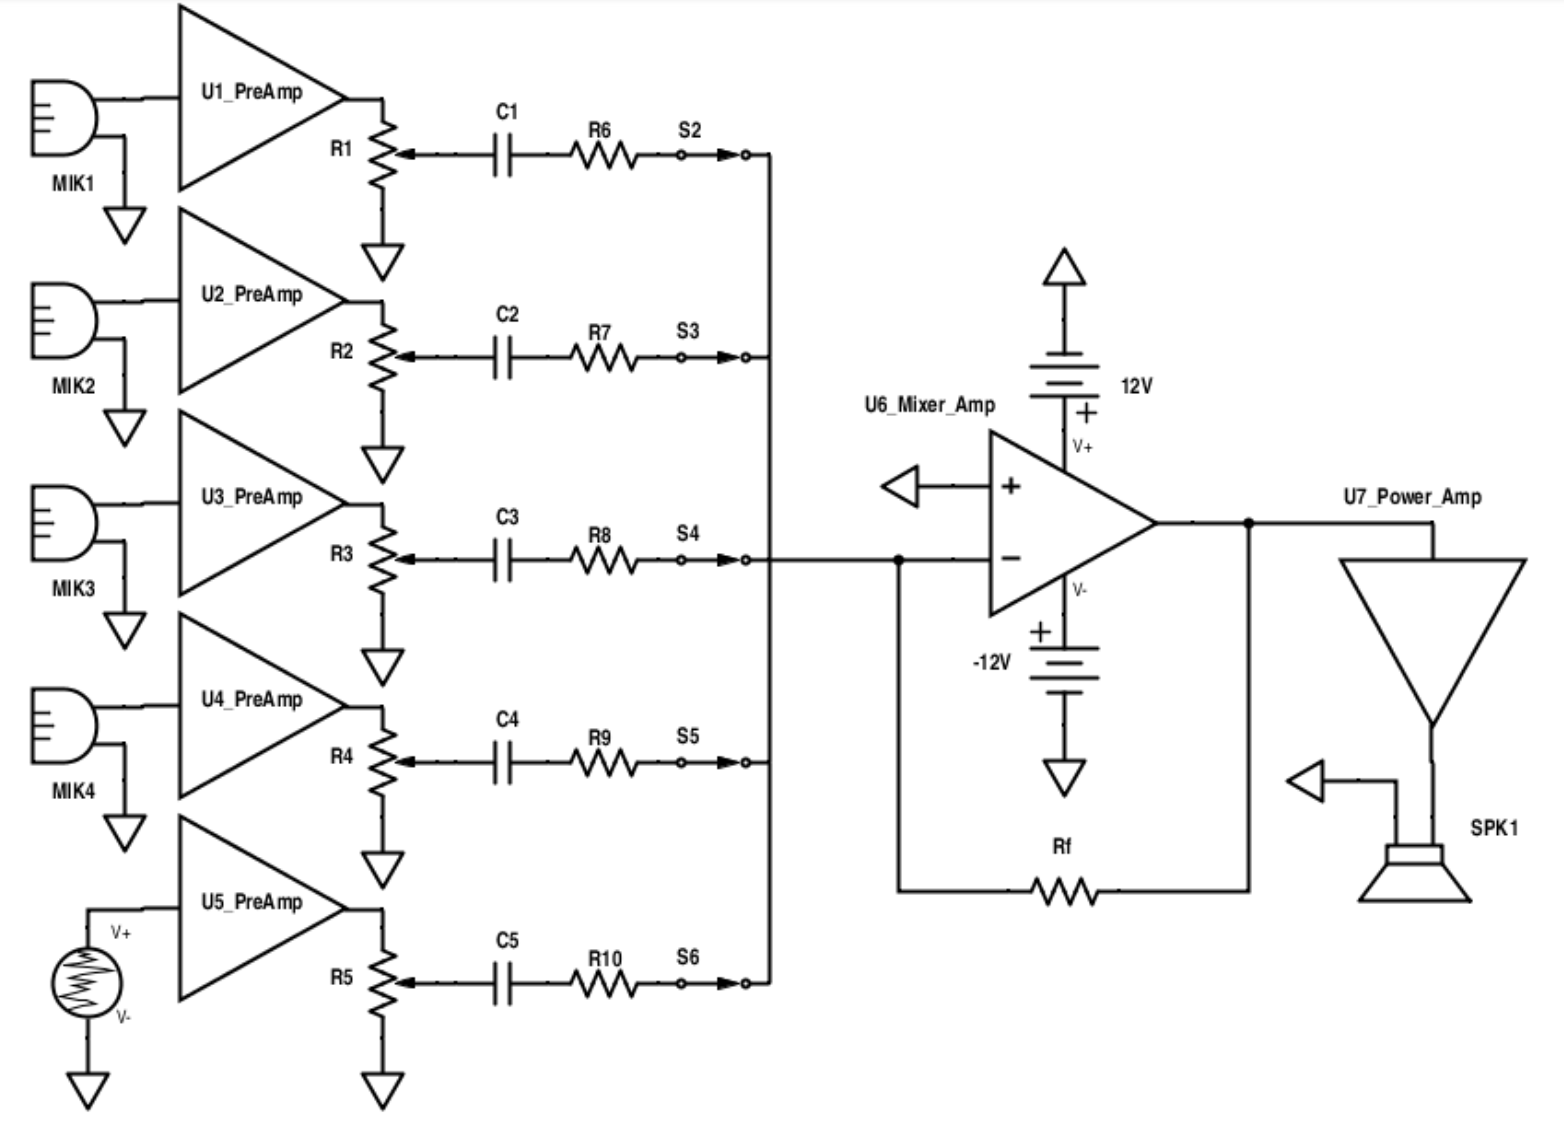 U1_PreAmp
C1
R6
S2
R1
MIK1
U2_PreAmp
C2
R7
S3
R2
MIK2
12V
+
U6_Mixer_Amp
V+
U3_PreAmp
+
U7_Power_Amp
C3
R8
S4
R3
−
MIK3
V-
+
-12V
U4_PreAmp
C4
R9
S5
R4
MIK4
SPK1
Rf
U5_PreAmp
V+
C5
R10
S6
R5
V-